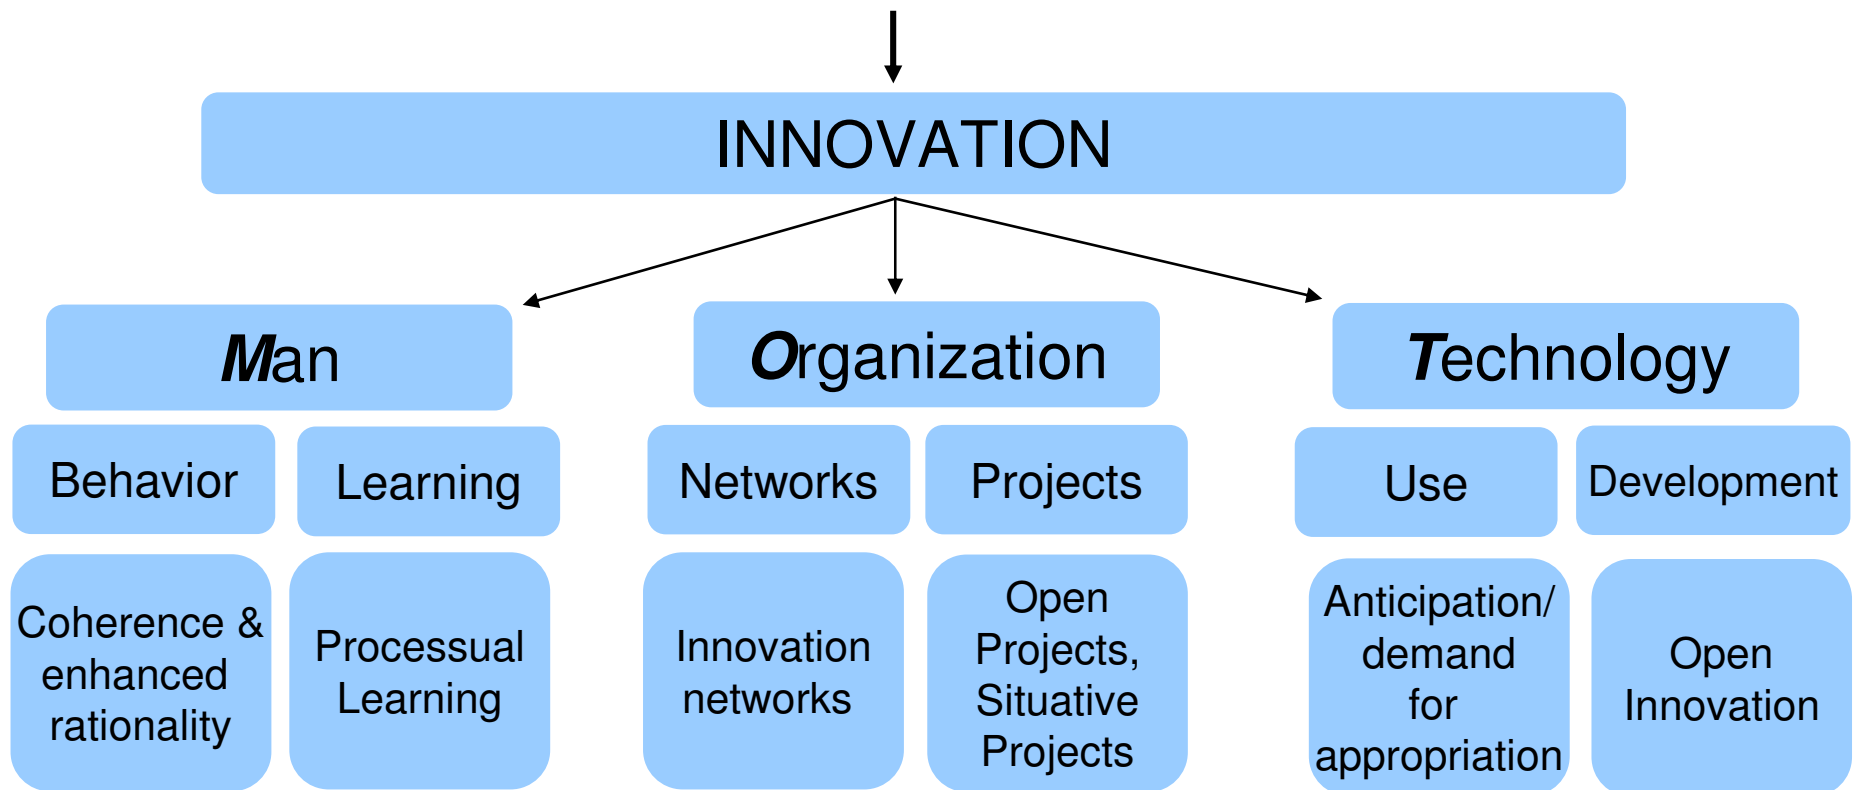 INNOVATION
Man
Organization
Technology
Behavior
Learning
Networks
Projects
Use
Development
Coherence &
enhanced
rationality
Processual
Learning
Innovation
networks
Open
Projects,
Situative
Projects
Anticipation/
demand
for
appropriation
Open
Innovation